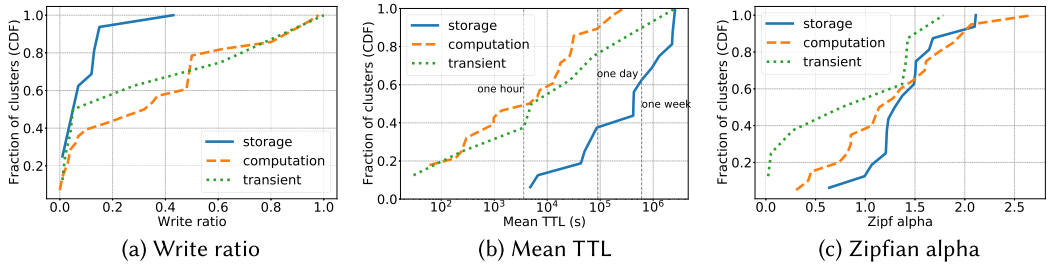 Fraction of clusters (CDF)
1.0
0.8
0.6
0.4
0.2
0.0
0.2
0.4
0.6
0.8
1.0
Write ratio
storage
computation
transient
(a) Write ratio
Fraction of clusters (CDF)
1.0
0.8
0.6
0.4
0.2
0.0
10²
10³
10⁴
10⁵
10⁶
Mean TTL (s)
storage
computation
transient
one hour
one day
one week
(b) Mean TTL
Fraction of clusters (CDF)
1.0
0.8
0.6
0.4
0.2
0.0
0.5
1.0
1.5
2.0
2.5
Zipf alpha
storage
computation
transient
(c) Zipfian alpha